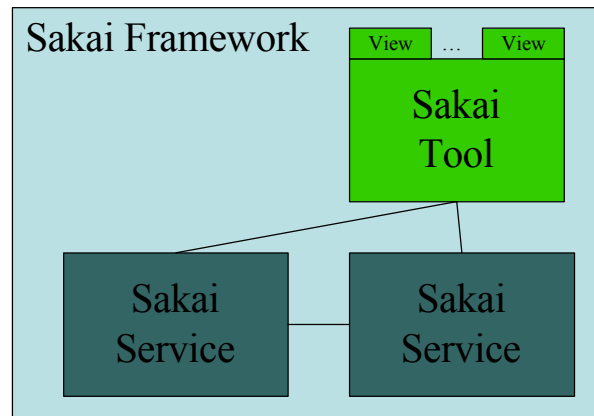 Sakai Framework
View … View
Sakai
Tool
Sakai
Service
Sakai
Service